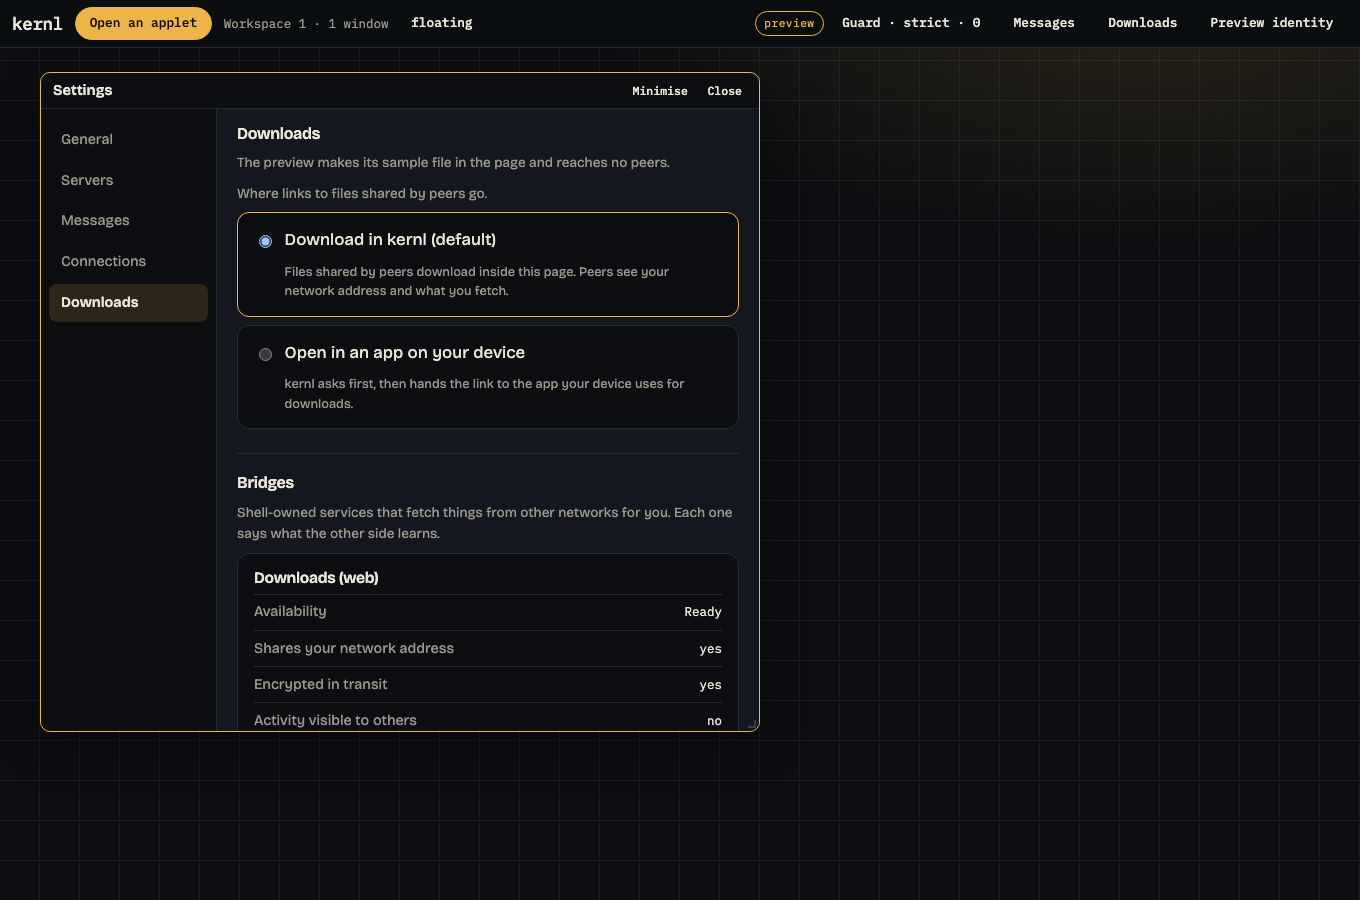 kernl
Open an applet
Workspace 1 · 1 window
floating
preview
Guard · strict · 0
Messages
Downloads
Preview identity
Settings
Minimise
Close
General
Servers
Messages
Connections
Downloads
Downloads
The preview makes its sample file in the page and reaches no peers.
Where links to files shared by peers go.
Download in kernl (default)
Files shared by peers download inside this page. Peers see your
network address and what you fetch.
Open in an app on your device
kernl asks first, then hands the link to the app your device uses for
downloads.
Bridges
Shell-owned services that fetch things from other networks for you. Each one
says what the other side learns.
Downloads (web)
Availability Ready
Shares your network address yes
Encrypted in transit yes
Activity visible to others no